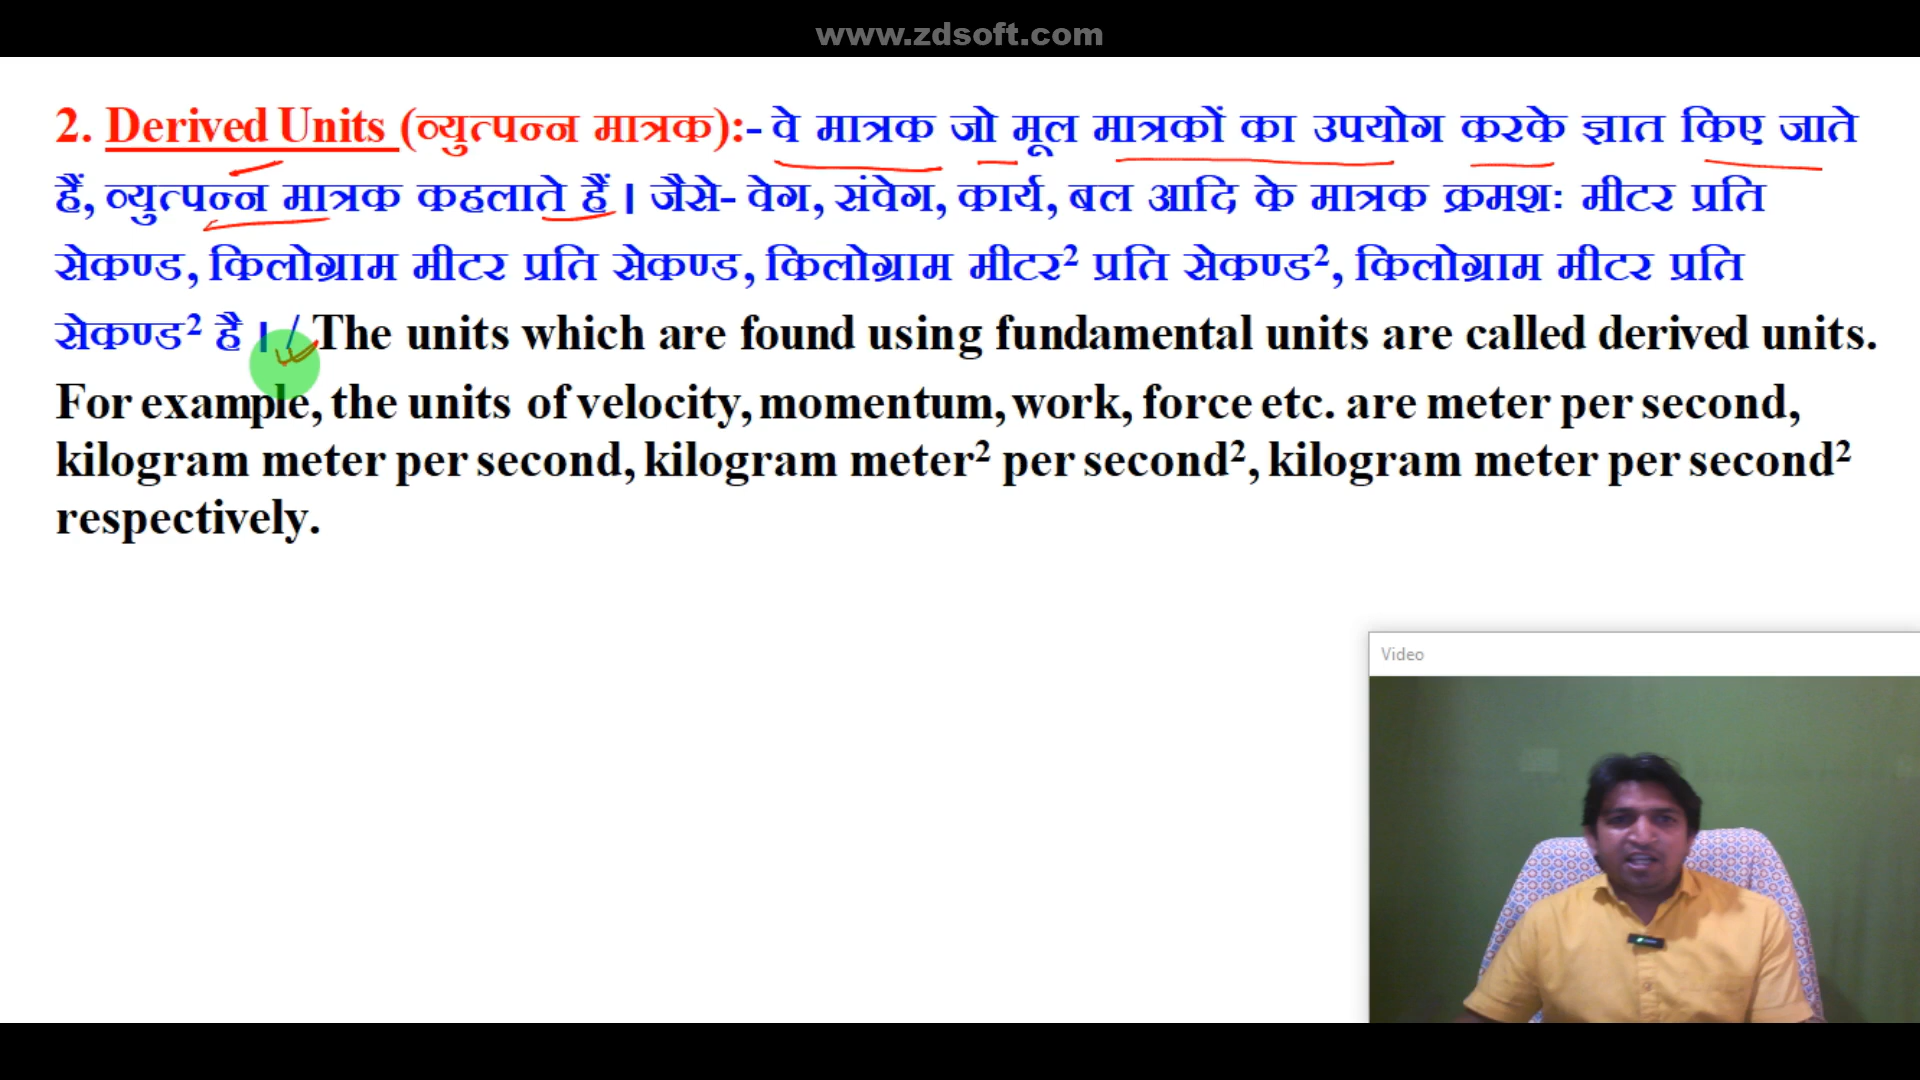 www.zdsoft.com
2. Derived Units (व्युत्पन्न मात्रक):- वे मात्रक जो मूल मात्रकों का उपयोग करके ज्ञात किए जाते
हैं, व्युत्पन्न मात्रक कहलाते हैं । जैसे- वेग, संवेग, कार्य, बल आदि के मात्रक क्रमशः मीटर प्रति
सेकण्ड, किलोग्राम मीटर प्रति सेकण्ड, किलोग्राम मीटर² प्रति सेकण्ड², किलोग्राम मीटर प्रति
सेकण्ड² है । / The units which are found using fundamental units are called derived units.
For example, the units of velocity, momentum, work, force etc. are meter per second,
kilogram meter per second, kilogram meter² per second², kilogram meter per second²
respectively.
Video